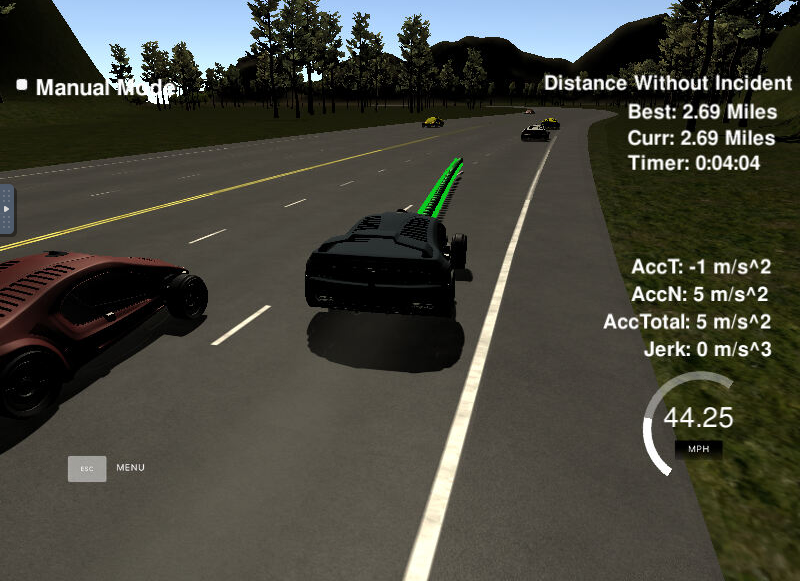 Manual Mode
Distance Without Incident
Best: 2.69 Miles
Curr: 2.69 Miles
Timer: 0:04:04
AccT: -1 m/s^2
AccN: 5 m/s^2
AccTotal: 5 m/s^2
Jerk: 0 m/s^3
44.25
MPH
ESC MENU